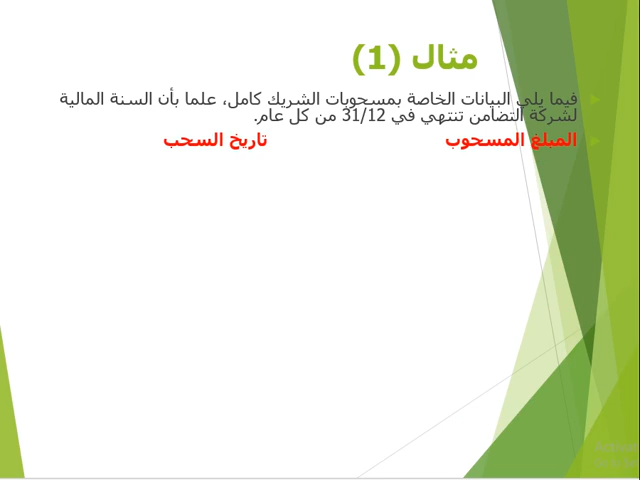 مثال (1)
فيما يلي البيانات الخاصة بمسحوبات الشريك كامل، علما بأن السنة المالية
لشركة التضامن تنتهي في 31/12 من كل عام.
المبلغ المسحوب تاريخ السحب